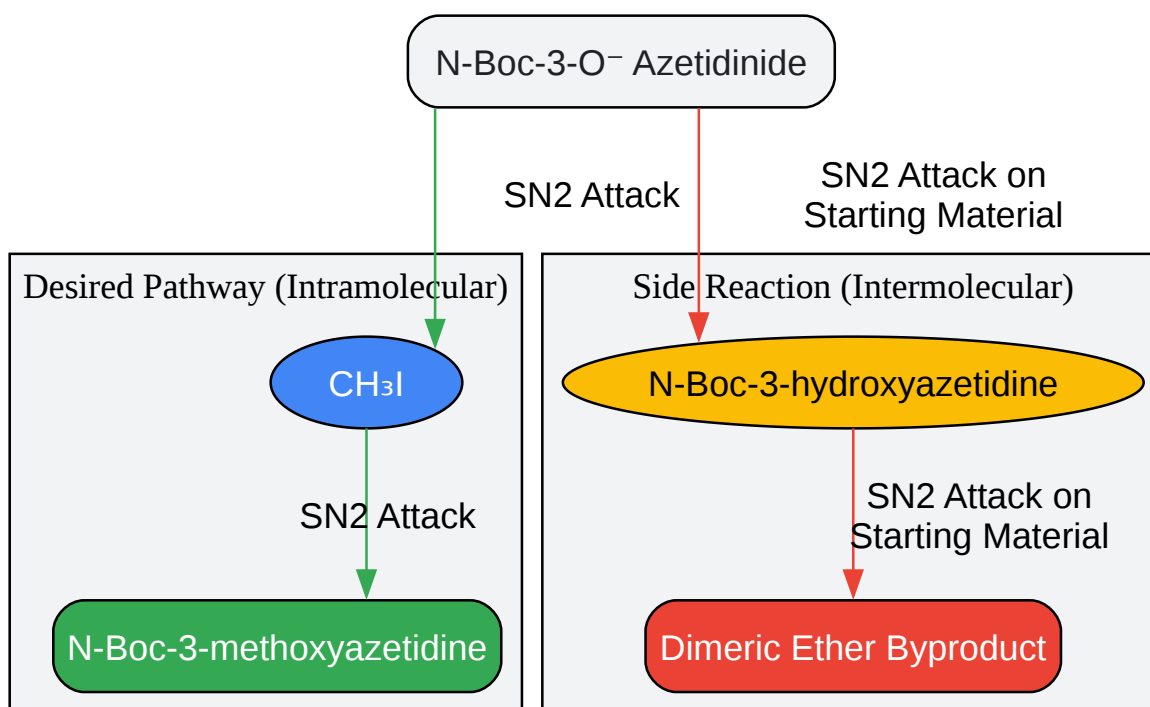 N-Boc-3-O⁻ Azetidinide
SN2 Attack
SN2 Attack on
Starting Material
Desired Pathway (Intramolecular)
Side Reaction (Intermolecular)
CH₃I
N-Boc-3-hydroxyazetidine
SN2 Attack
SN2 Attack on
Starting Material
N-Boc-3-methoxyazetidine
Dimeric Ether Byproduct